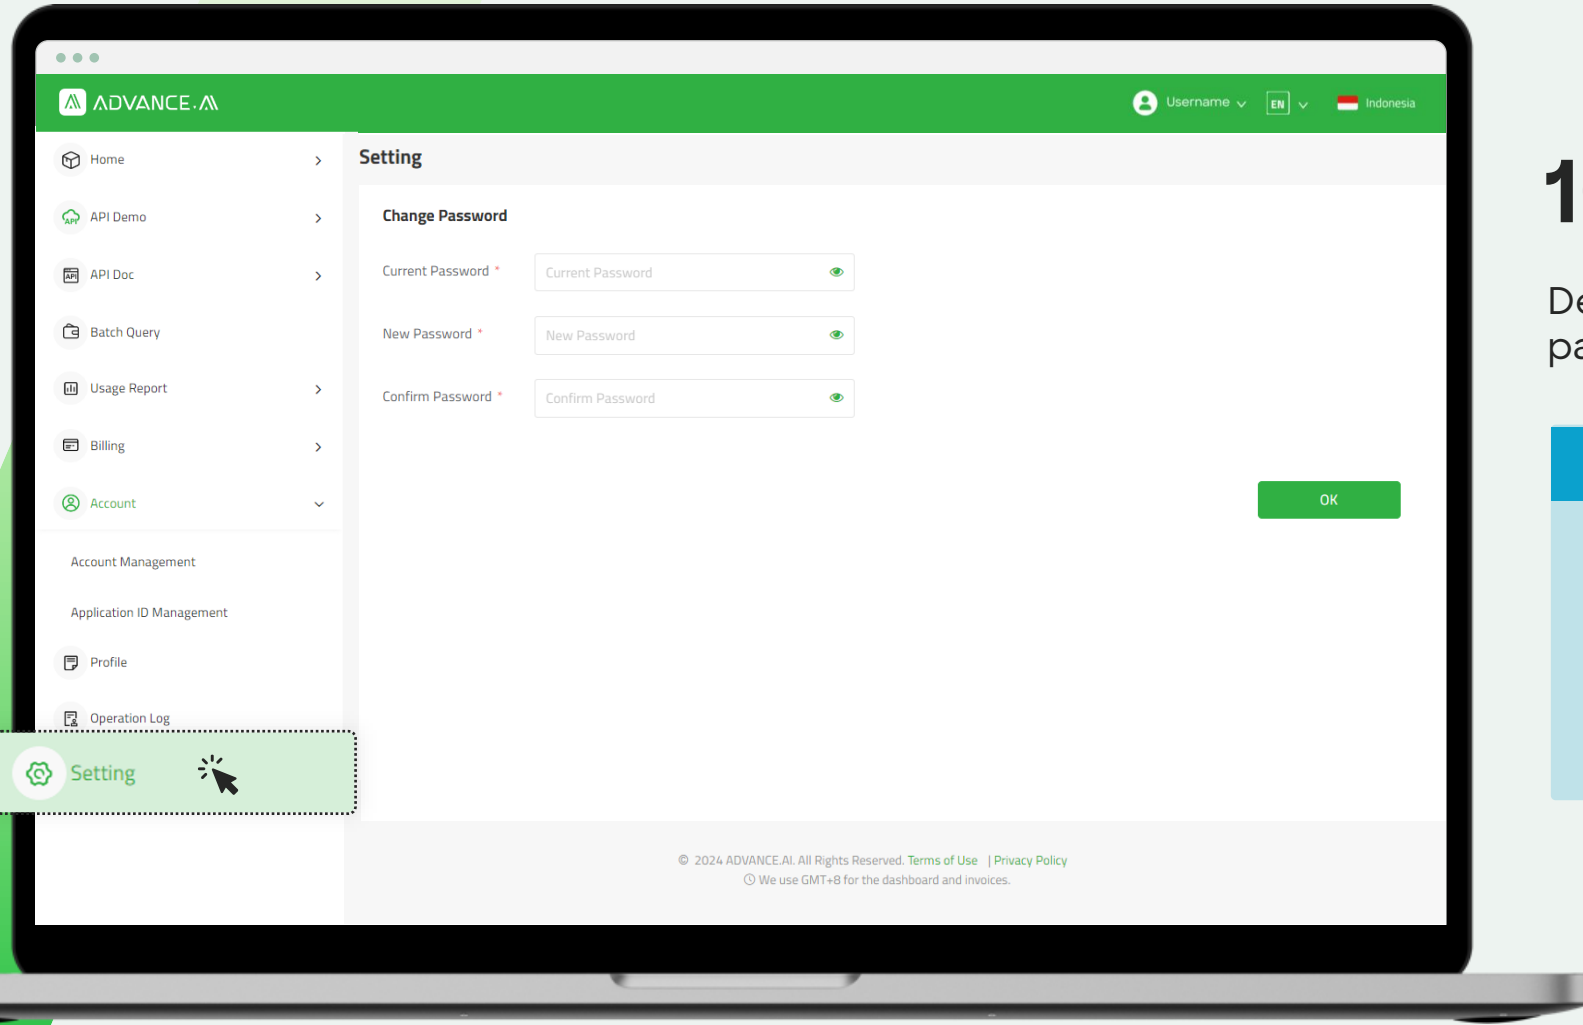 ADVANCE.AI
Username
EN
Indonesia
Home
API Demo
API Doc
Batch Query
Usage Report
Billing
Account
Account Management
Application ID Management
Profile
Operation Log
Setting
Setting
Change Password
Current Password *
Current Password
New Password *
New Password
Confirm Password *
Confirm Password
OK
© 2024 ADVANCE.AI. All Rights Reserved. Terms of Use | Privacy Policy
We use GMT+8 for the dashboard and invoices.
1